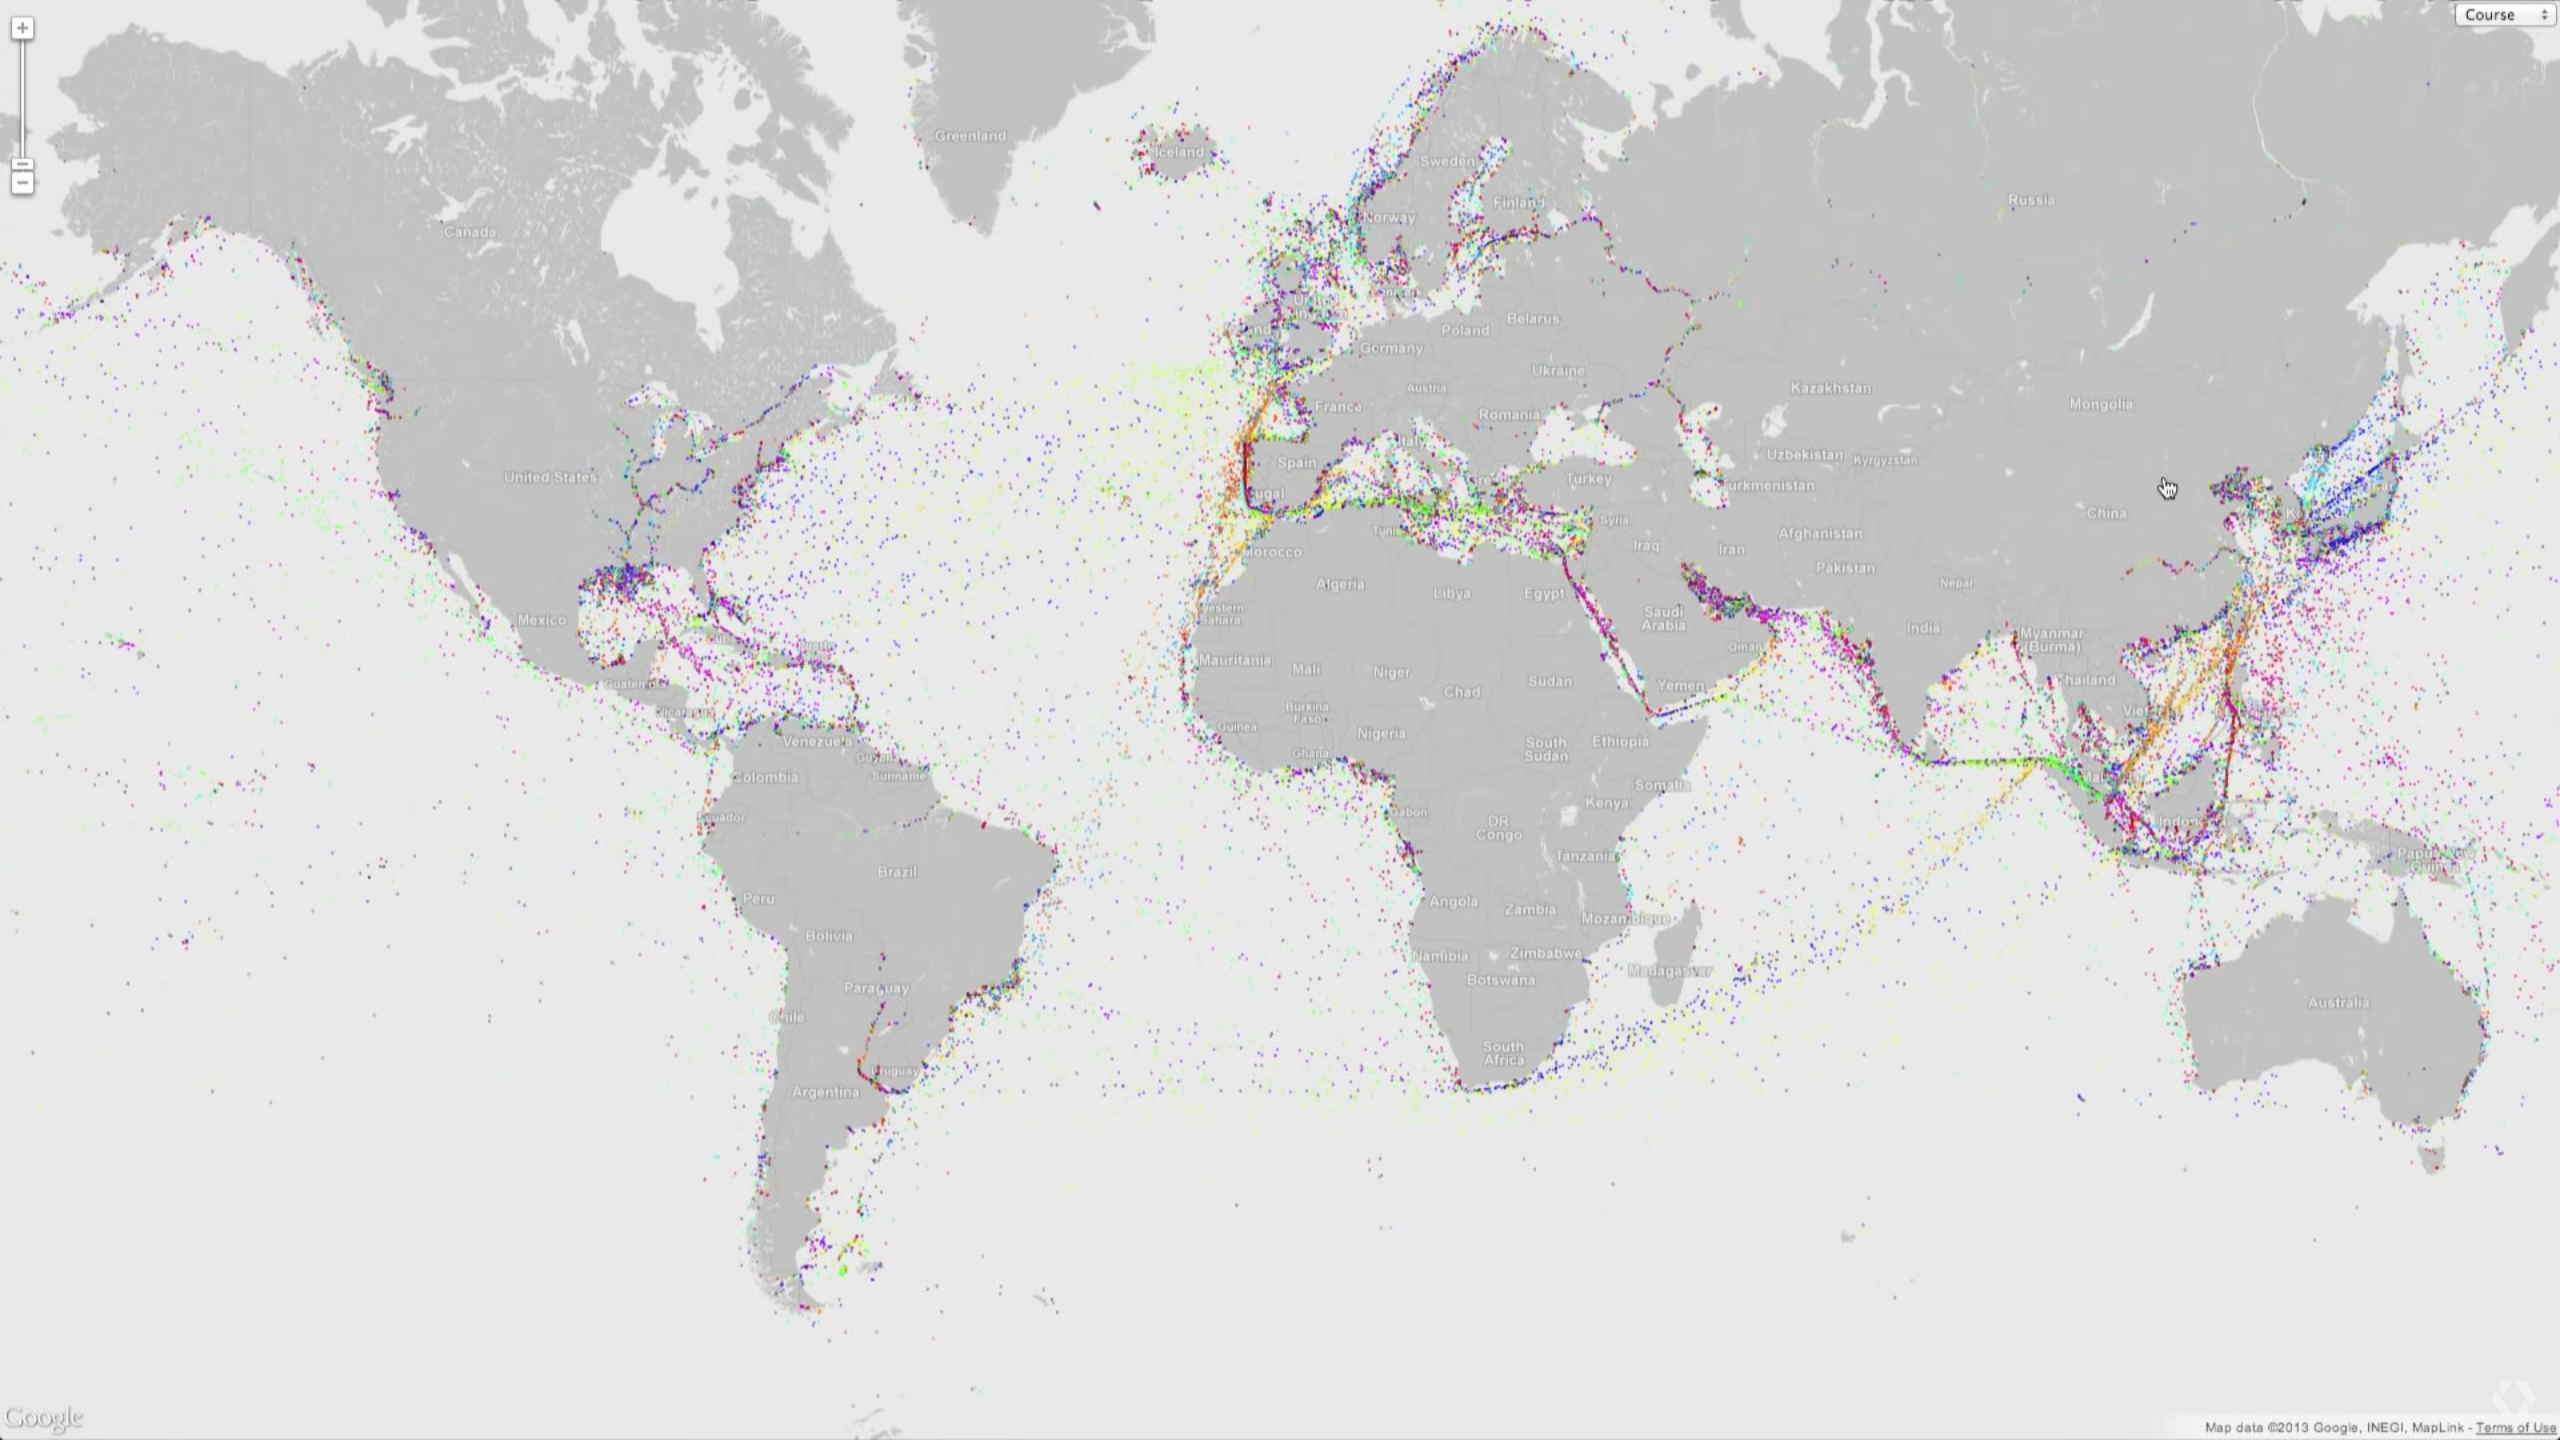 +
Course
−
Greenland
Iceland
Sweden
Finland
Norway
Russia
Canada
United
Poland
Belarus
Germany
Ukraine
Austria
France
Romania
Italy
Kazakhstan
Mongolia
United States
Spain
Turkey
Uzbekistan
Kyrgyzstan
China
Syria
Iraq
Iran
Afghanistan
Pakistan
Nepal
Morocco
Algeria
Libya
Egypt
Western
Sahara
Saudi
Arabia
Mexico
India
Myanmar
(Burma)
Oman
Mauritania
Mali
Niger
Chad
Sudan
Yemen
Thailand
Guatemala
Nicaragua
Burkina
Faso
Guinea
Nigeria
Ghana
South
Sudan
Ethiopia
Venezuela
Colombia
Suriname
Somalia
Kenya
Gabon
DR
Congo
Tanzania
Ecuador
Brazil
Peru
Bolivia
Angola
Zambia
Mozambique
Namibia
Zimbabwe
Botswana
Madagascar
Paraguay
Chile
Australia
South
Africa
Uruguay
Argentina
Google
Map data ©2013 Google, INEGI, MapLink - Terms of Use